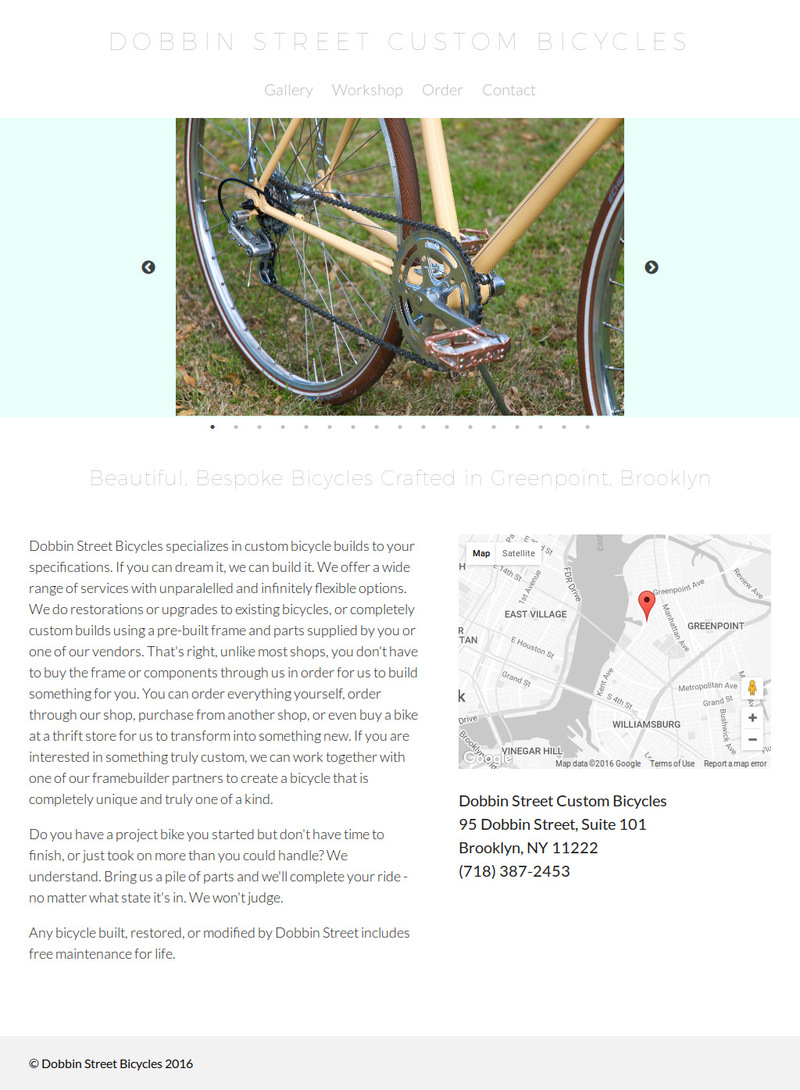 DOBBIN STREET CUSTOM BICYCLES
Gallery Workshop Order Contact
Beautiful, Bespoke Bicycles Crafted in Greenpoint, Brooklyn
Dobbin Street Bicycles specializes in custom bicycle builds to your
specifications. If you can dream it, we can build it. We offer a wide
range of services with unparalelled and infinitely flexible options.
We do restorations or upgrades to existing bicycles, or completely
custom builds using a pre-built frame and parts supplied by you or
one of our vendors. That's right, unlike most shops, you don't have
to buy the frame or components through us in order for us to build
something for you. You can order everything yourself, order
through our shop, purchase from another shop, or even buy a bike
at a thrift store for us to transform into something new. If you are
interested in something truly custom, we can work together with
one of our framebuilder partners to create a bicycle that is
completely unique and truly one of a kind.
Do you have a project bike you started but don't have time to
finish, or just took on more than you could handle? We
understand. Bring us a pile of parts and we'll complete your ride -
no matter what state it's in. We won't judge.
Any bicycle built, restored, or modified by Dobbin Street includes
free maintenance for life.
Map Satellite
E 23rd St
E 14th St
1st Avenue
FDR Drive
East
Greenpoint Ave
Review Ave
EAST VILLAGE
Manhattan Ave
GREENPOINT
R
TAN
E Houston St
Grand St
Kent Ave
S 4th St
Metropolitan Ave
Grand St
k
Drive
WILLIAMSBURG
Brooklyn
VINEGAR HILL
Google
Map data ©2016 Google Terms of Use Report a map error
Dobbin Street Custom Bicycles
95 Dobbin Street, Suite 101
Brooklyn, NY 11222
(718) 387-2453
© Dobbin Street Bicycles 2016